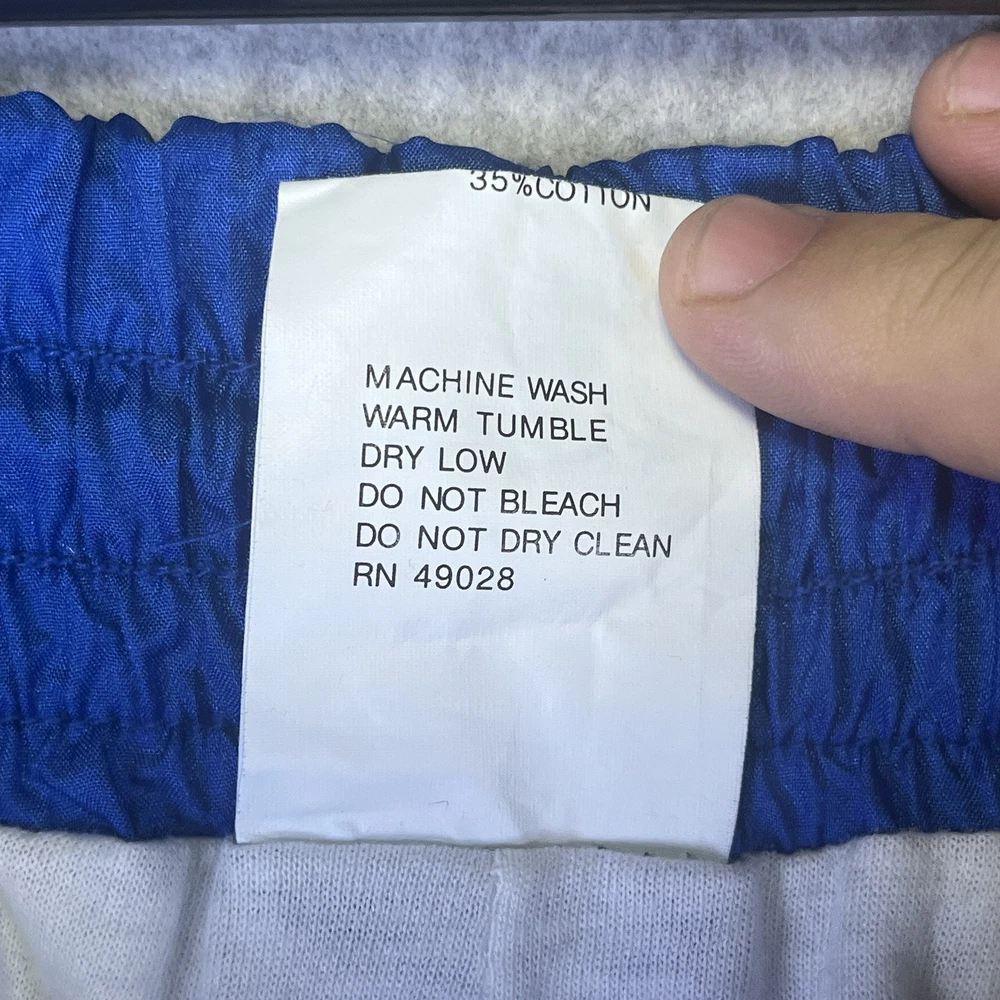 35%COTTON
MACHINE WASH
WARM TUMBLE
DRY LOW
DO NOT BLEACH
DO NOT DRY CLEAN
RN 49028